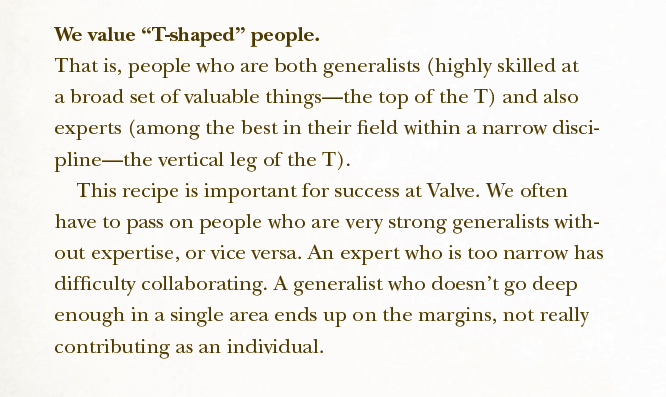 We value “T-shaped” people.
That is, people who are both generalists (highly skilled at
a broad set of valuable things—the top of the T) and also
experts (among the best in their field within a narrow disci-
pline—the vertical leg of the T).
This recipe is important for success at Valve. We often
have to pass on people who are very strong generalists with-
out expertise, or vice versa. An expert who is too narrow has
difficulty collaborating. A generalist who doesn’t go deep
enough in a single area ends up on the margins, not really
contributing as an individual.